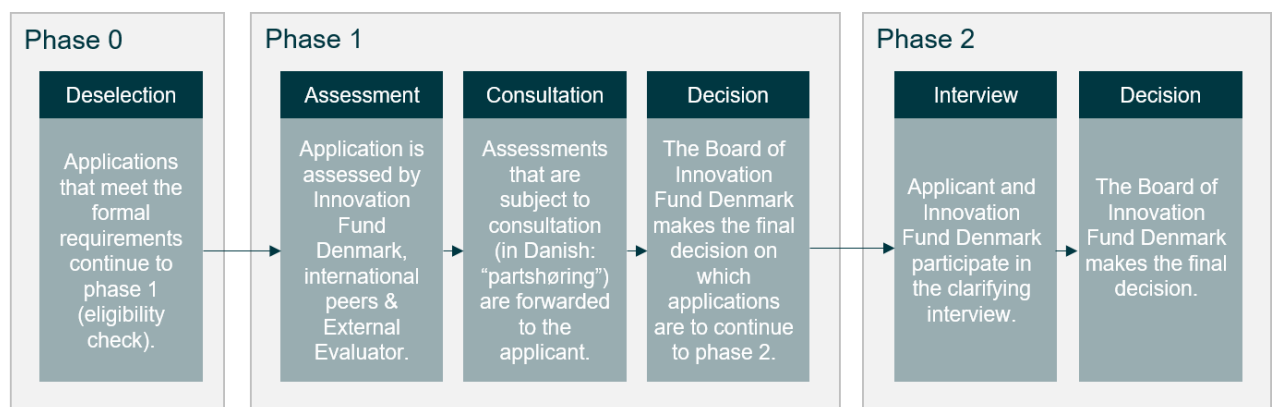 Phase 0
Deselection
Applications
that meet the
formal
requirements
continue to
phase 1
(eligibility
check).
Phase 1
Assessment
Application is
assessed by
Innovation
Fund
Denmark,
international
peers &
External
Evaluator.
Consultation
Assessments
that are
subject to
consultation
(in Danish:
“partshøring”)
are forwarded
to the
applicant.
Decision
The Board of
Innovation
Fund Denmark
makes the final
decision on
which
applications
are to continue
to phase 2.
Phase 2
Interview
Applicant and
Innovation
Fund Denmark
participate in
the clarifying
interview.
Decision
The Board of
Innovation
Fund Denmark
makes the final
decision.